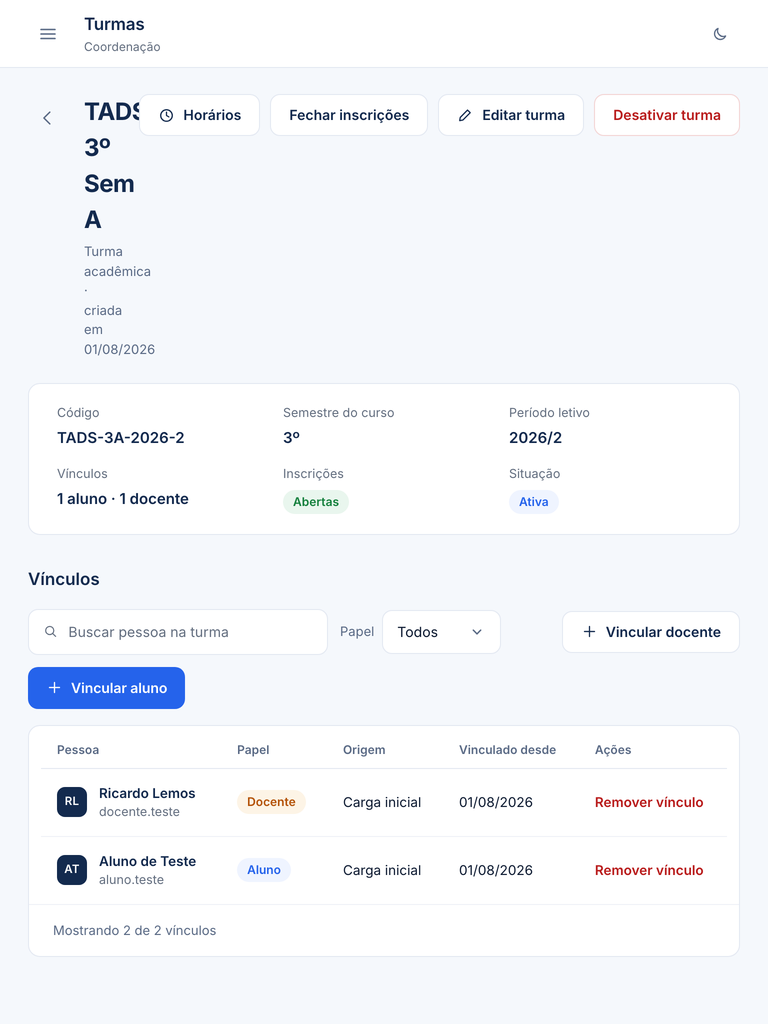 Turmas
Coordenação
TADS
3º
Sem
A
Horários
Fechar inscrições
Editar turma
Desativar turma
Turma
acadêmica
·
criada
em
01/08/2026
Código
Semestre do curso
Período letivo
TADS-3A-2026-2
3º
2026/2
Vínculos
Inscrições
Situação
1 aluno · 1 docente
Abertas
Ativa
Vínculos
Buscar pessoa na turma
Papel
Todos
Vincular docente
Vincular aluno
Pessoa
Papel
Origem
Vinculado desde
Ações
RL
Ricardo Lemos
docente.teste
Docente
Carga inicial
01/08/2026
Remover vínculo
AT
Aluno de Teste
aluno.teste
Aluno
Carga inicial
01/08/2026
Remover vínculo
Mostrando 2 de 2 vínculos